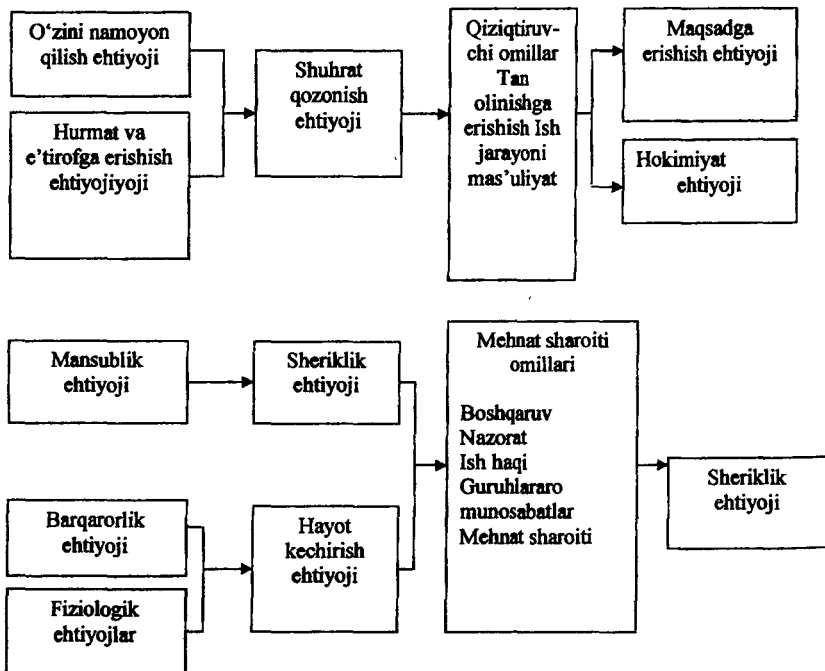 O‘zini namoyon
qilish ehtiyoji
Hurmat va
e’tirofga erishish
ehtiyojiyoji
Shuhrat
qozonish
ehtiyoji
Qiziqtiruv-
chi omillar
Tan
olinishga
erishish Ish
jarayoni
mas’uliyat
Maqsadga
erishish ehtiyoji
Hokimiyat
ehtiyoji
Mansublik
ehtiyoji
Sheriklik
ehtiyoji
Barqarorlik
ehtiyoji
Fiziologik
ehtiyojlar
Hayot
kechirish
ehtiyoji
Mehnat sharoiti
omillari
Boshqaruv
Nazorat
Ish haqi
Guruhlararo
munosabatlar
Mehnat sharoiti
Sheriklik
ehtiyoji